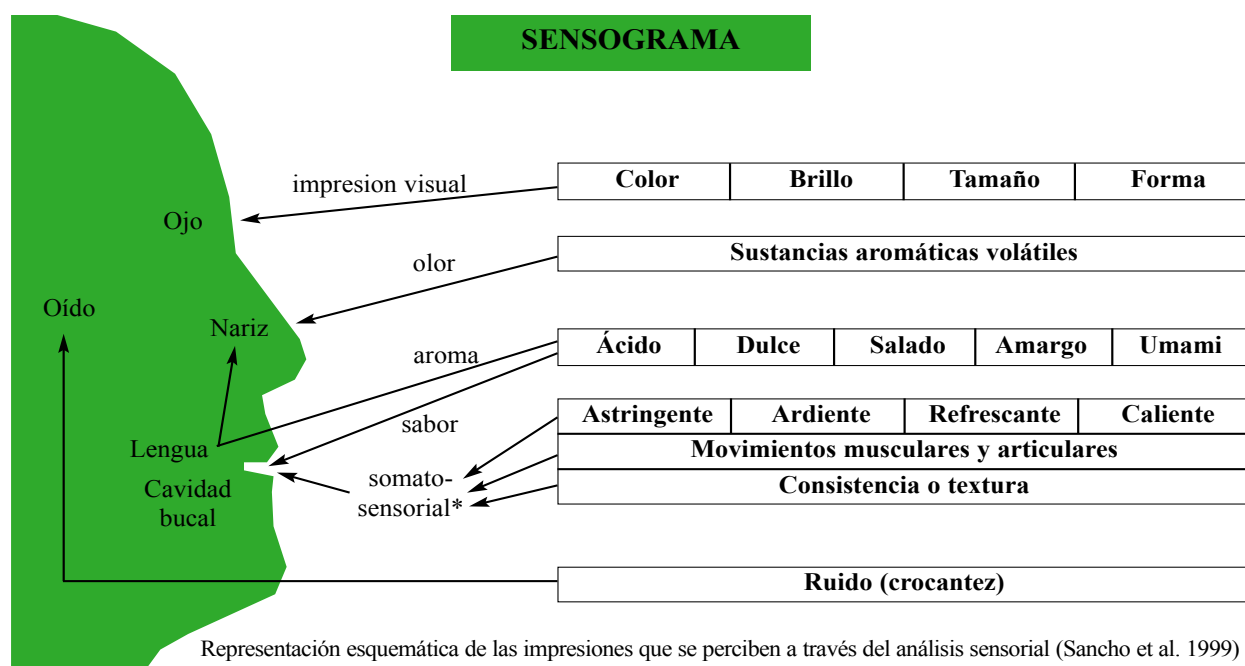 SENSOGRAMA
impresion visual
Color Brillo Tamaño Forma
Ojo
olor
Sustancias aromáticas volátiles
Oído
Nariz
aroma
Ácido Dulce Salado Amargo Umami
sabor
Astringente Ardiente Refrescante Caliente
Lengua
Movimientos musculares y articulares
somato-
sensorial*
Consistencia o textura
Cavidad
bucal
Ruido (crocantez)
Representación esquemática de las impresiones que se perciben a través del análisis sensorial (Sancho et al. 1999)